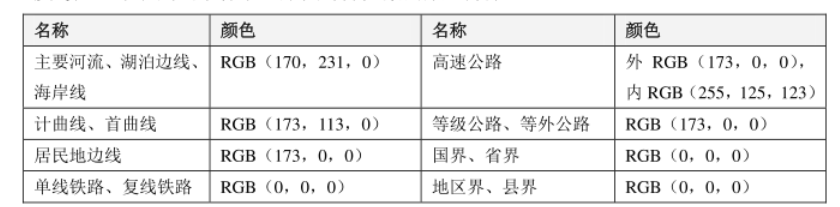 名称 颜色 名称 颜色
主要河流、湖泊边线、海岸线 RGB（170，231，0） 高速公路 外 RGB（173，0，0），内 RGB（255，125，123）
计曲线、首曲线 RGB（173，113，0） 等级公路、等外公路 RGB（173，0，0）
居民地边线 RGB（173，0，0） 国界、省界 RGB（0，0，0）
单线铁路、复线铁路 RGB（0，0，0） 地区界、县界 RGB（0，0，0）